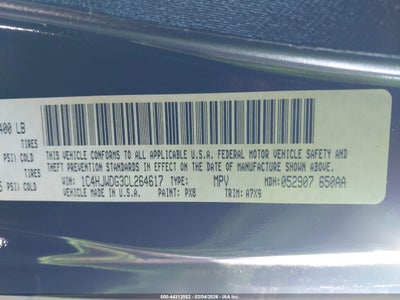 400 LB
TIRES
PSI) COLD
TIRES
PSI) COLD
THIS VEHICLE CONFORMS TO ALL APPLICABLE U.S.A. FEDERAL MOTOR VEHICLE SAFETY AND
THEFT PREVENTION STANDARDS IN EFFECT ON THE DATE OF MANUFACTURE SHOWN ABOVE.
VIN: 1C4HJWDG3CL264617 TYPE: MPV MDH: 052907 650AA
VEHICLE MADE IN U.S.A. PAINT: PX8 TRIM: A7X9
000-44312552 - 02/04/2026 - IAA Inc.